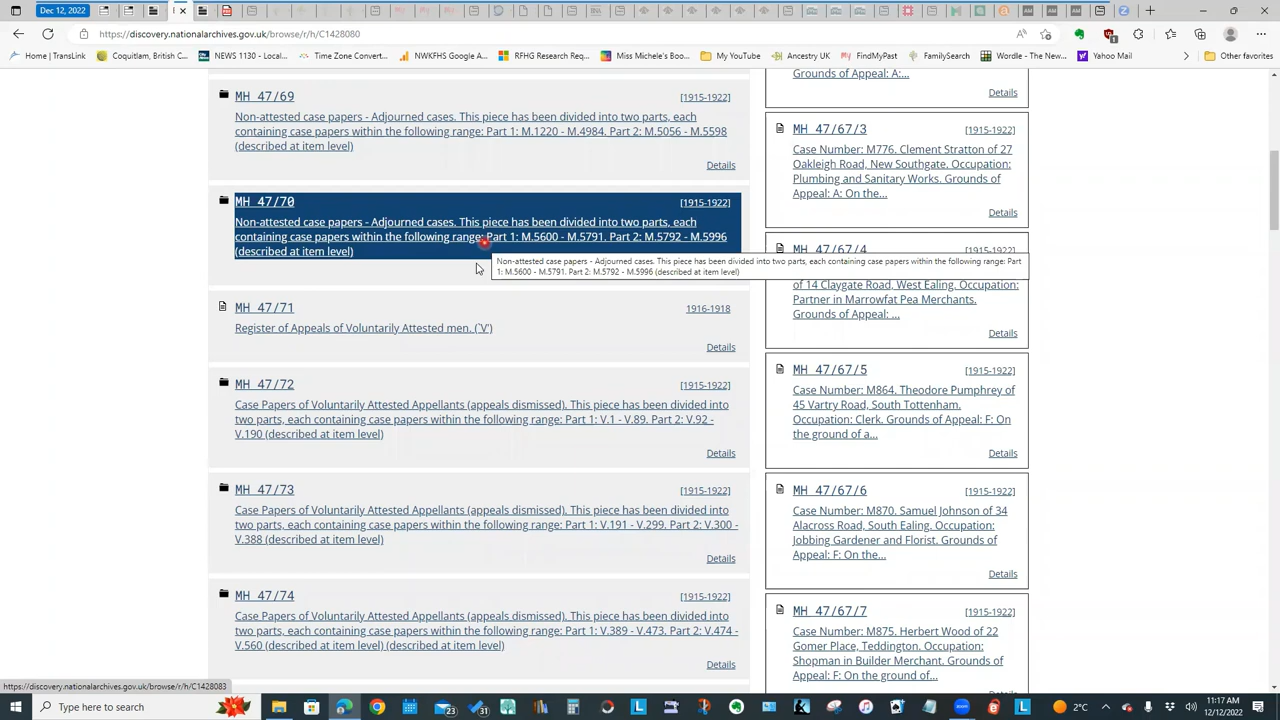 Dec 12, 2022
https://discovery.nationalarchives.gov.uk/browse/r/h/C1428080
Home | TransLink
Coquitlam, British C...
NEWS 1130 - Local...
Time Zone Convert...
NWKFHS Google A...
RFHG Research Req...
Miss Michele's Boo...
My YouTube
Ancestry UK
FindMyPast
FamilySearch
Wordle - The New...
Yahoo Mail
Other favorites
MH 47/69
[1915-1922]
Non-attested case papers - Adjourned cases. This piece has been divided into two parts, each
containing case papers within the following range: Part 1: M.1220 - M.4984. Part 2: M.5056 - M.5598
(described at item level)
Details
MH 47/70
[1915-1922]
Non-attested case papers - Adjourned cases. This piece has been divided into two parts, each
containing case papers within the following range: Part 1: M.5600 - M.5791. Part 2: M.5792 - M.5996
(described at item level)
Non-attested case papers - Adjourned cases. This piece has been divided into two parts, each containing case papers within the following range: Part
1: M.5600 - M.5791. Part 2: M.5792 - M.5996 (described at item level)
MH 47/71
1916-1918
Register of Appeals of Voluntarily Attested men. (`V')
Details
MH 47/72
[1915-1922]
Case Papers of Voluntarily Attested Appellants (appeals dismissed). This piece has been divided into
two parts, each containing case papers within the following range: Part 1: V.1 - V.89. Part 2: V.92 -
V.190 (described at item level)
Details
MH 47/73
[1915-1922]
Case Papers of Voluntarily Attested Appellants (appeals dismissed). This piece has been divided into
two parts, each containing case papers within the following range: Part 1: V.191 - V.299. Part 2: V.300 -
V.388 (described at item level)
Details
MH 47/74
[1915-1922]
Case Papers of Voluntarily Attested Appellants (appeals dismissed). This piece has been divided into
two parts, each containing case papers within the following range: Part 1: V.389 - V.473. Part 2: V.474 -
V.560 (described at item level) (described at item level)
Details
Grounds of Appeal: A:...
Details
MH 47/67/3
[1915-1922]
Case Number: M776. Clement Stratton of 27
Oakleigh Road, New Southgate. Occupation:
Plumbing and Sanitary Works. Grounds of
Appeal: A: On the...
Details
MH 47/67/4
[1915-1922]
of 14 Claygate Road, West Ealing. Occupation:
Partner in Marrowfat Pea Merchants.
Grounds of Appeal: ...
Details
MH 47/67/5
[1915-1922]
Case Number: M864. Theodore Pumphrey of
45 Vartry Road, South Tottenham.
Occupation: Clerk. Grounds of Appeal: F: On
the ground of a...
Details
MH 47/67/6
[1915-1922]
Case Number: M870. Samuel Johnson of 34
Alacross Road, South Ealing. Occupation:
Jobbing Gardener and Florist. Grounds of
Appeal: F: On the...
Details
MH 47/67/7
[1915-1922]
Case Number: M875. Herbert Wood of 22
Gomer Place, Teddington. Occupation:
Shopman in Builder Merchant. Grounds of
Appeal: F: On the ground of...
https://discovery.nationalarchives.gov.uk/browse/r/h/C1428083
Type here to search
23
31
2°C
11:17 AM
12/12/2022